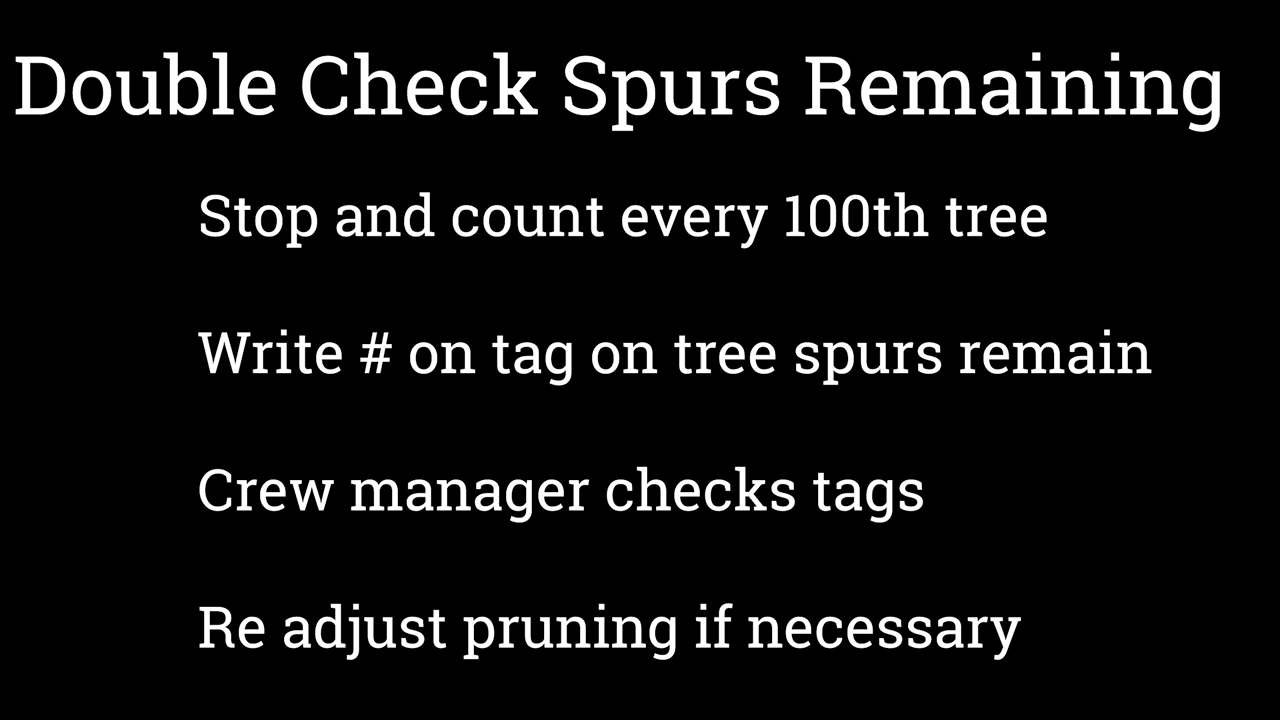 Double Check Spurs Remaining
Stop and count every 100th tree
Write # on tag on tree spurs remain
Crew manager checks tags
Re adjust pruning if necessary